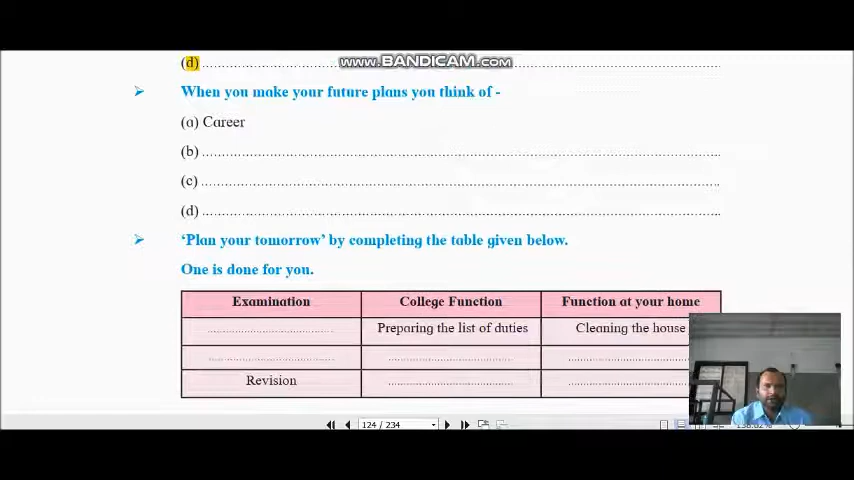 www.BANDICAM.com
(d) ................................................................
When you make your future plans you think of -
(a) Career
(b) ................................................................
(c) ................................................................
(d) ................................................................
‘Plan your tomorrow’ by completing the table given below.
One is done for you.
Examination College Function Function at your home
................................ Preparing the list of duties Cleaning the house
................................ ................................ ................................
Revision ................................ ................................
124 / 234